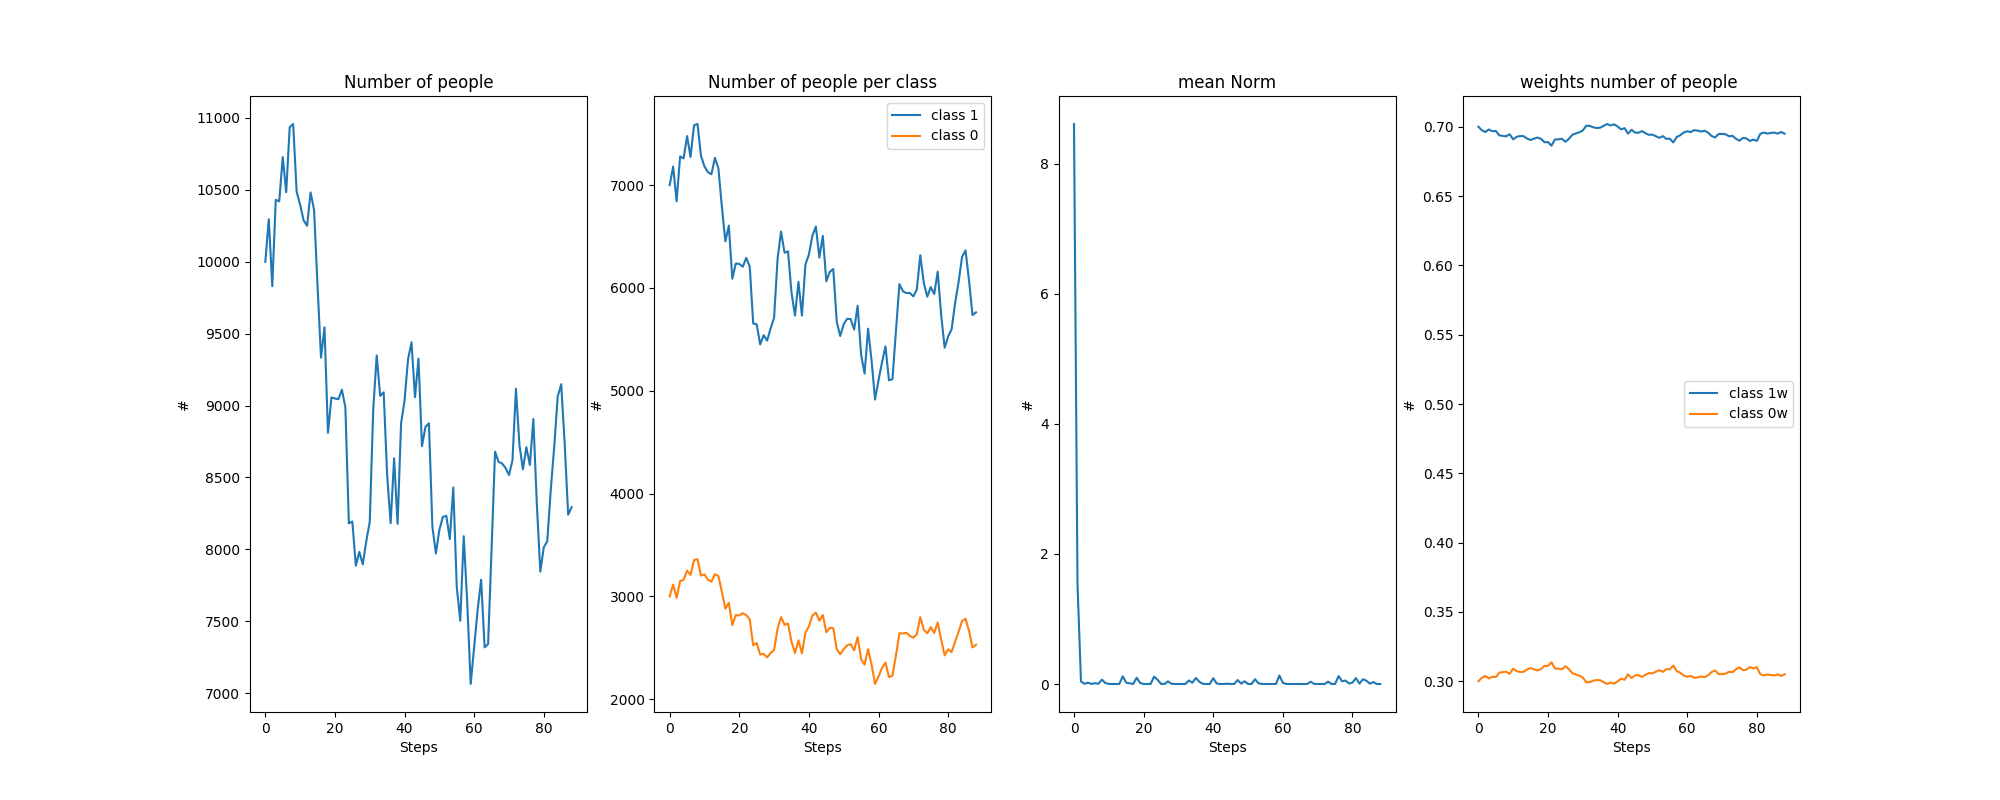 Number of people
11000
10500
10000
9500
9000
8500
8000
7500
7000
#
0 20 40 60 80
Steps
Number of people per class
class 1
class 0
7000
6000
5000
4000
3000
2000
#
0 20 40 60 80
Steps
mean Norm
8
6
4
2
0
#
0 20 40 60 80
Steps
weights number of people
0.70
0.65
0.60
0.55
0.50
0.45
0.40
0.35
0.30
#
class 1w
class 0w
0 20 40 60 80
Steps